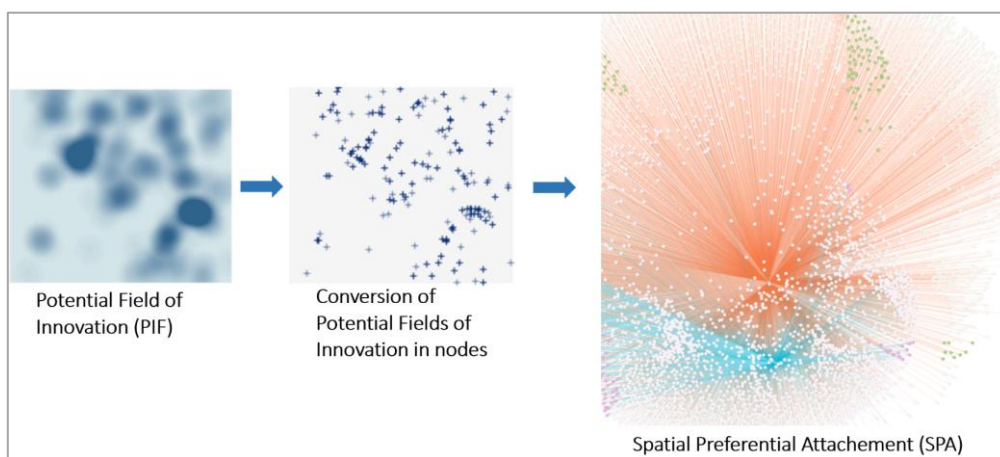 Potential Field of
Innovation (PIF)
Conversion of
Potential Fields of
Innovation in nodes
Spatial Preferential Attachement (SPA)